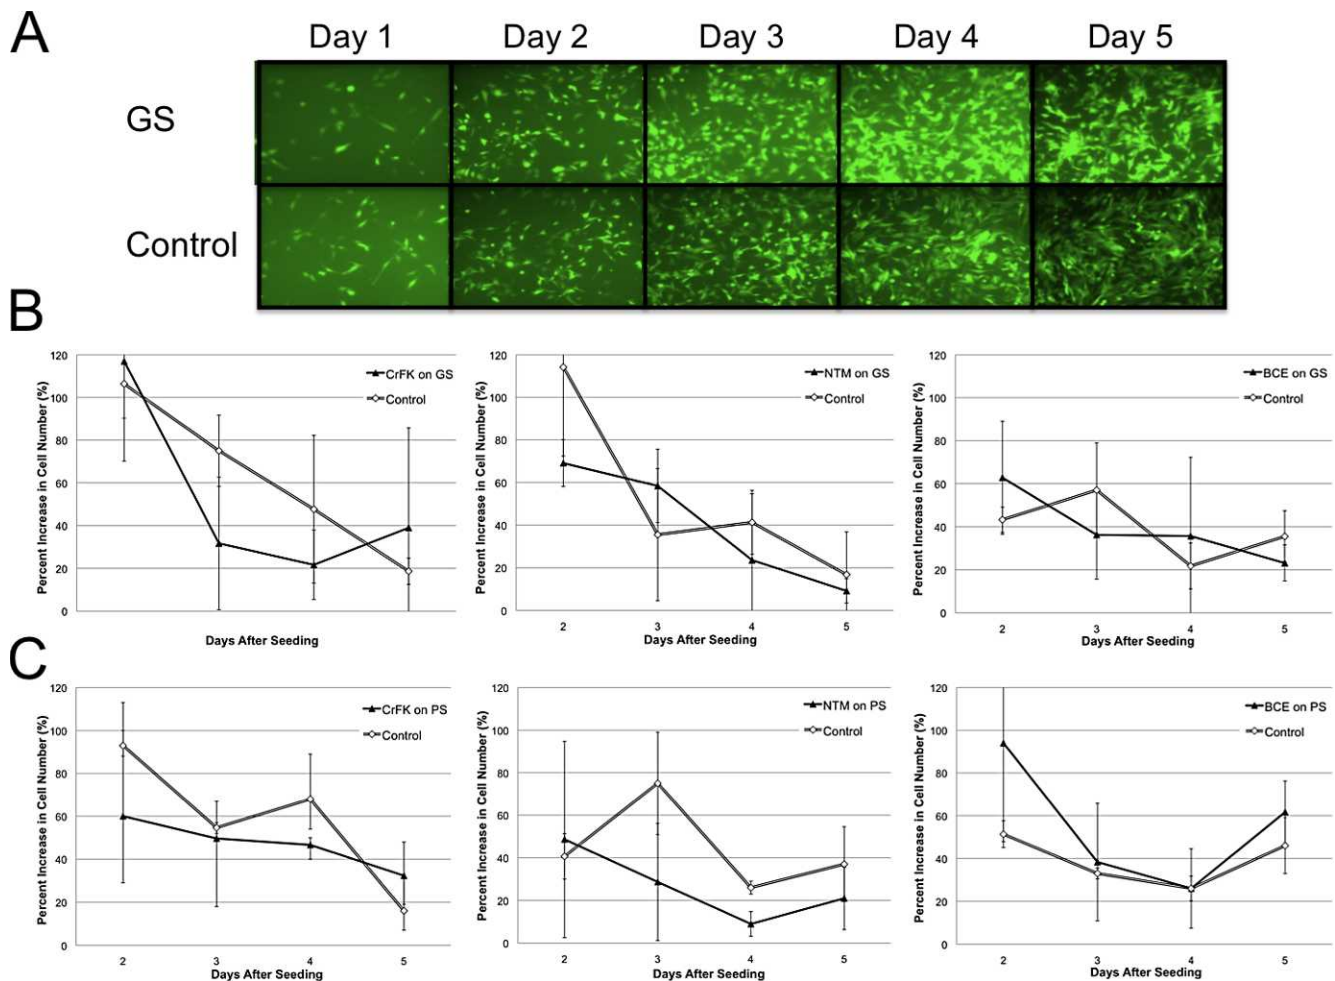 A
Day 1 Day 2 Day 3 Day 4 Day 5
GS
Control
B
Percent Increase in Cell Number (%)
120
100
80
60
40
20
0
CrFK on GS
Control
Days After Seeding
Percent Increase in Cell Number (%)
120
100
80
60
40
20
0
NTM on GS
Control
2 3 4 5
Days After Seeding
Percent Increase in Cell Number (%)
120
100
80
60
40
20
0
BCE on GS
Control
2 3 4 5
Days After Seeding
C
Percent Increase in Cell Number (%)
120
100
80
60
40
20
0
CrFK on PS
Control
2 3 4 5
Days After Seeding
Percent Increase in Cell Number (%)
120
100
80
60
40
20
0
NTM on PS
Control
2 3 4 5
Days After Seeding
Percent Increase in Cell Number (%)
120
100
80
60
40
20
0
BCE on PS
Control
2 3 4 5
Days After Seeding